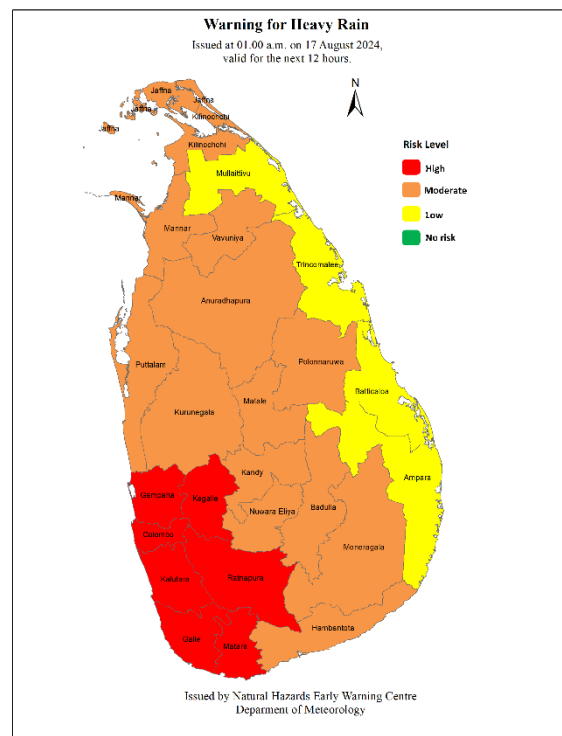 Warning for Heavy Rain
Issued at 01.00 a.m. on 17 August 2024,
valid for the next 12 hours.
N
Jaffna
Jaffna
Jaffna
Jaffna
Kilinochchi
Kilinochchi
Risk Level
High
Moderate
Low
No risk
Mullaittivu
Mannar
Mannar
Vavuniya
Trincomalee
Anuradhapura
Polonnaruwa
Puttalam
Batticaloa
Matale
Kurunegala
Kandy
Ampara
Gampaha
Kegalle
Nuwara Eliya
Badulla
Colombo
Moneragala
Kalutara
Ratnapura
Hambantota
Galle
Matara
Issued by Natural Hazards Early Warning Centre
Deparment of Meteorology